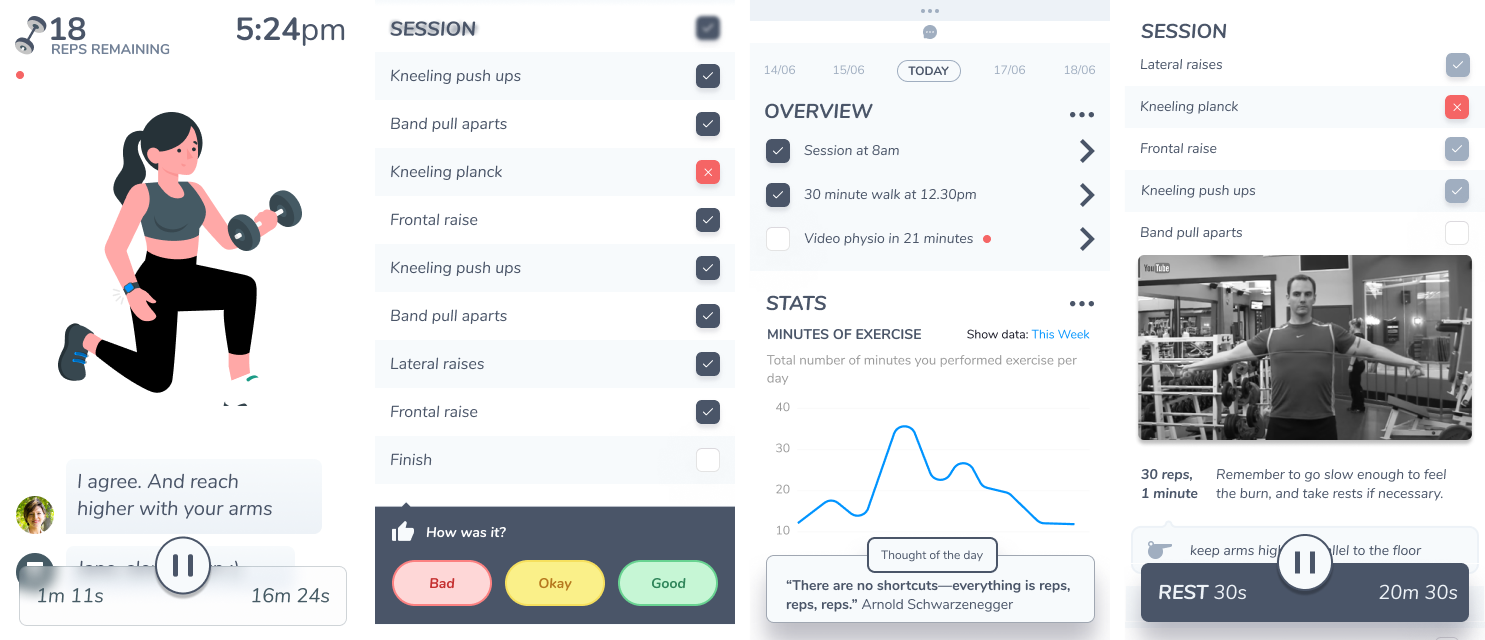 18
REPS REMAINING
5:24pm
I agree. And reach
higher with your arms
1m 11s
16m 24s
SESSION
Kneeling push ups
Band pull aparts
Kneeling planck
Frontal raise
Kneeling push ups
Band pull aparts
Lateral raises
Frontal raise
Finish
How was it?
Bad
Okay
Good
14/06
15/06
TODAY
17/06
18/06
OVERVIEW
Session at 8am
30 minute walk at 12.30pm
Video physio in 21 minutes
STATS
MINUTES OF EXERCISE
Show data: This Week
Total number of minutes you performed exercise per
day
40
30
20
10
Thought of the day
“There are no shortcuts—everything is reps,
reps, reps.” Arnold Schwarzenegger
SESSION
Lateral raises
Kneeling planck
Frontal raise
Kneeling push ups
Band pull aparts
YouTube
30 reps,
1 minute
Remember to go slow enough to feel
the burn, and take rests if necessary.
keep arms to the floor
REST 30s
20m 30s